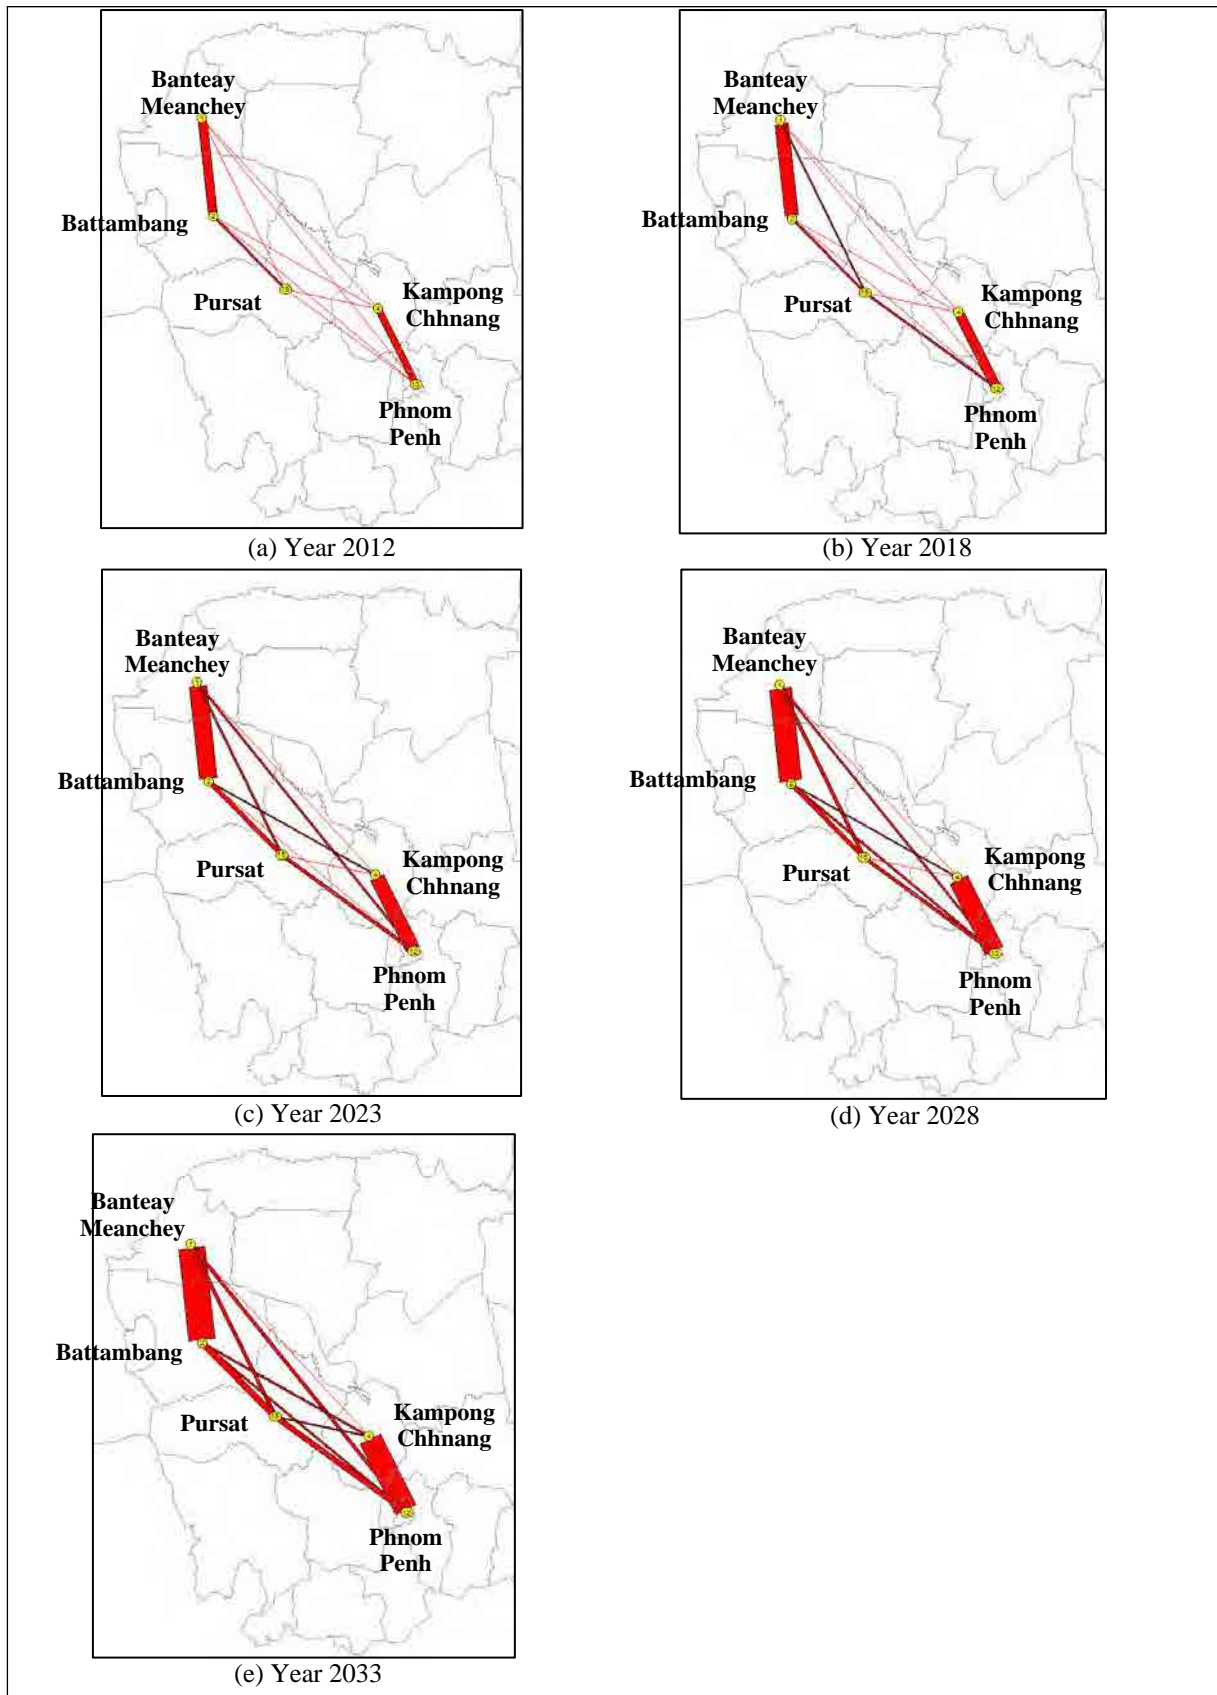 Banteay
Meanchey
Battambang
Pursat
Kampong
Chhnang
Phnom
Penh
(a) Year 2012
Banteay
Meanchey
Battambang
Pursat
Kampong
Chhnang
Phnom
Penh
(b) Year 2018
Banteay
Meanchey
Battambang
Pursat
Kampong
Chhnang
Phnom
Penh
(c) Year 2023
Banteay
Meanchey
Battambang
Pursat
Kampong
Chhnang
Phnom
Penh
(d) Year 2028
Banteay
Meanchey
Battambang
Pursat
Kampong
Chhnang
Phnom
Penh
(e) Year 2033